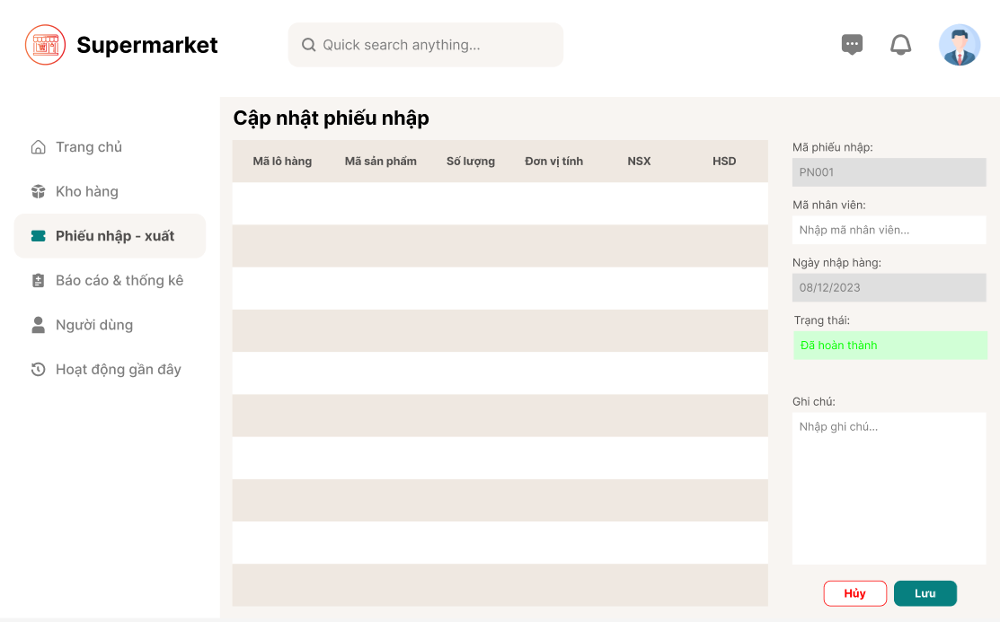 Supermarket
Quick search anything...
Trang chủ
Kho hàng
Phiếu nhập - xuất
Báo cáo & thống kê
Người dùng
Hoạt động gần đây
Cập nhật phiếu nhập
Mã lô hàng Mã sản phẩm Số lượng Đơn vị tính NSX HSD
Mã phiếu nhập:
PN001
Mã nhân viên:
Nhập mã nhân viên...
Ngày nhập hàng:
08/12/2023
Trạng thái:
Đã hoàn thành
Ghi chú:
Nhập ghi chú...
Hủy Lưu